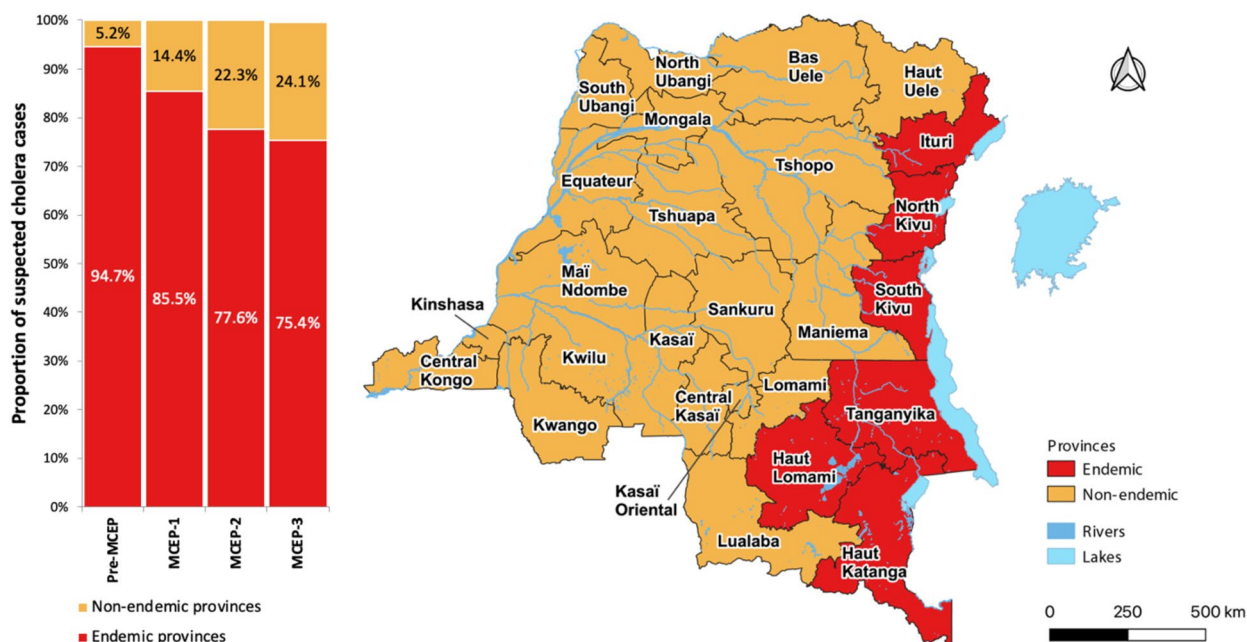 100%
90%
80%
70%
60%
50%
40%
30%
20%
10%
0%
Proportion of suspected cholera cases
5.2%
14.4%
22.3%
24.1%
94.7%
85.5%
77.6%
75.4%
Pre-MCEP
MCEP-1
MCEP-2
MCEP-3
Non-endemic provinces
Endemic provinces
North
Ubangi
South
Ubangi
Bas
Uele
Haut
Uele
Mongala
Ituri
Tshopo
Equateur
Tshuapa
North
Kivu
Maï
Ndombe
South
Kivu
Kinshasa
Sankuru
Maniema
Kasaï
Central
Kongo
Kwilu
Lomami
Central
Kasaï
Tanganyika
Kwango
Haut
Lomami
Kasaï
Oriental
Lualaba
Haut
Katanga
Provinces
Endemic
Non-endemic
Rivers
Lakes
0 250 500 km